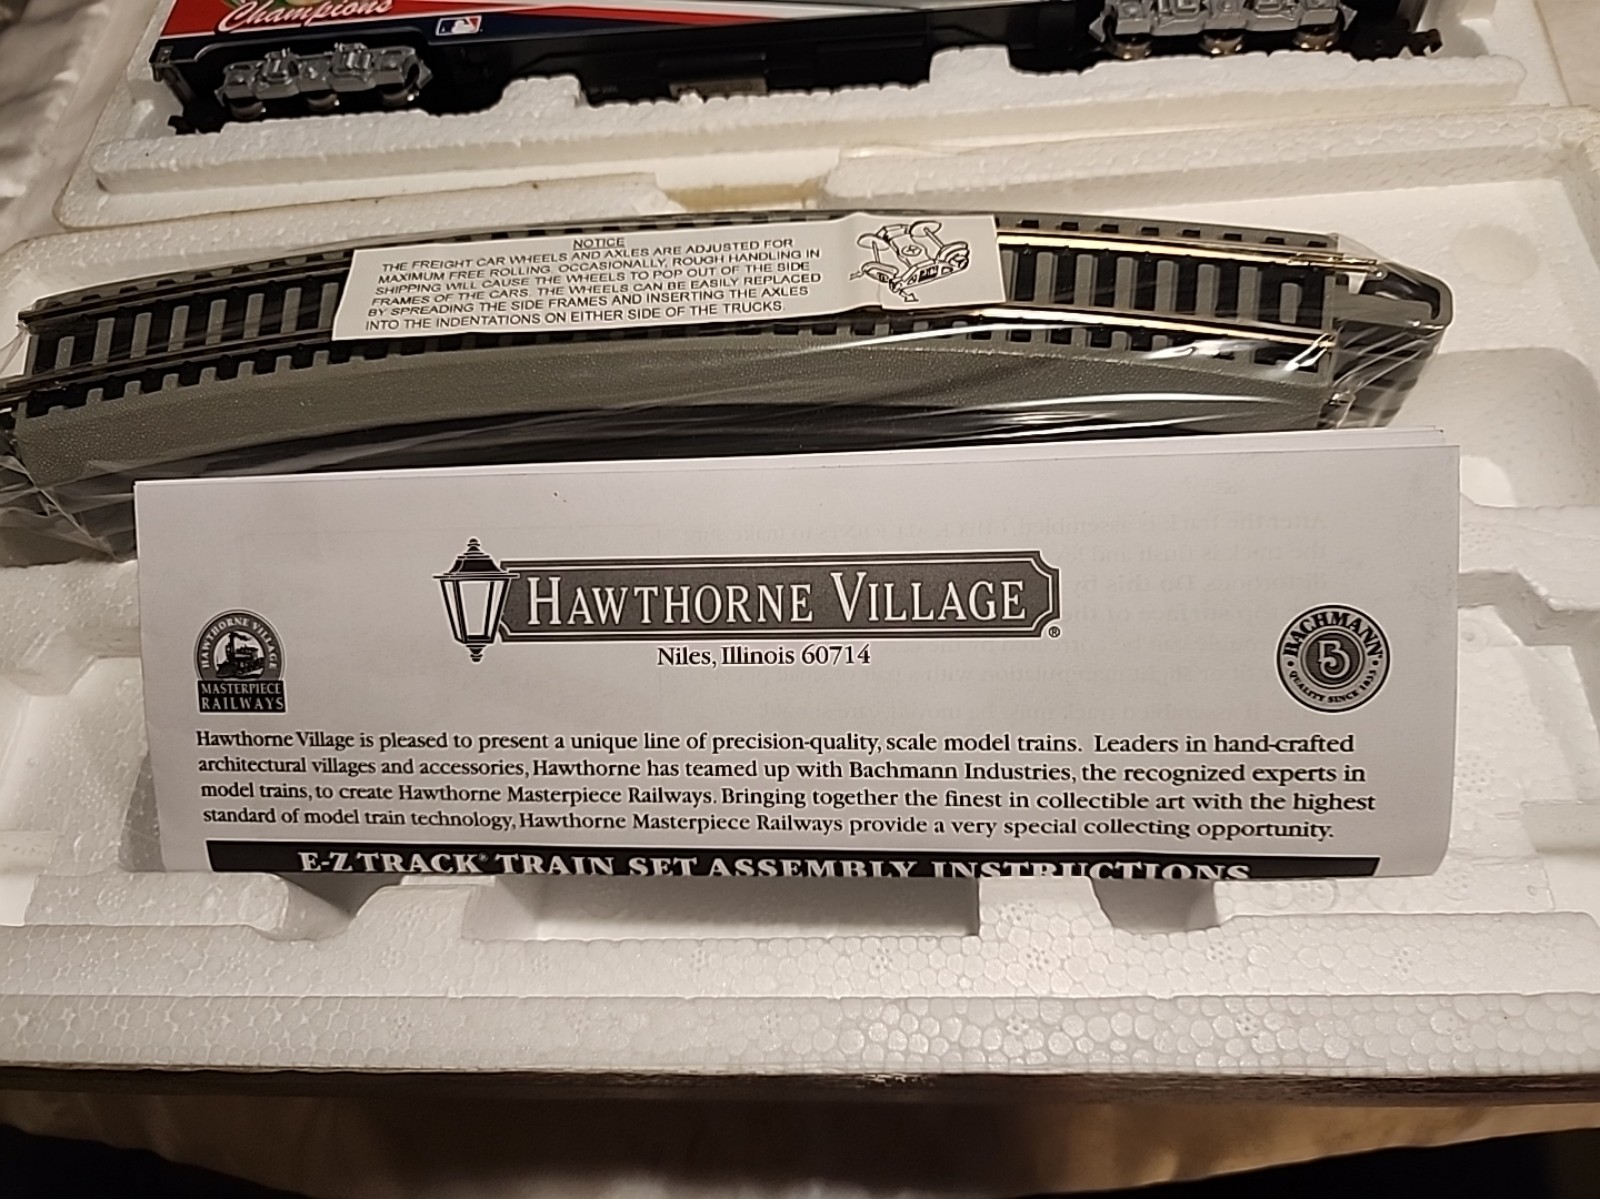 Champions
NOTICE
THE FREIGHT CAR WHEELS AND AXLES ARE ADJUSTED FOR
MAXIMUM FREE ROLLING. OCCASIONALLY, ROUGH HANDLING IN
SHIPPING WILL CAUSE THE WHEELS TO POP OUT OF THE SIDE
FRAMES OF THE CARS. THE WHEELS CAN BE EASILY REPLACED
BY SPREADING THE SIDE FRAMES AND INSERTING THE AXLES
INTO THE INDENTATIONS ON EITHER SIDE OF THE TRUCKS.
HAWTHORNE VILLAGE
MASTERPIECE
RAILWAYS
HAWTHORNE VILLAGE®
Niles, Illinois 60714
BACHMANN
B
QUALITY SINCE 1833
Hawthorne Village is pleased to present a unique line of precision-quality, scale model trains. Leaders in hand-crafted
architectural villages and accessories, Hawthorne has teamed up with Bachmann Industries, the recognized experts in
model trains, to create Hawthorne Masterpiece Railways. Bringing together the finest in collectible art with the highest
standard of model train technology, Hawthorne Masterpiece Railways provide a very special collecting opportunity.
E-Z TRACK® TRAIN SET ASSEMBLY INSTRUCTIONS